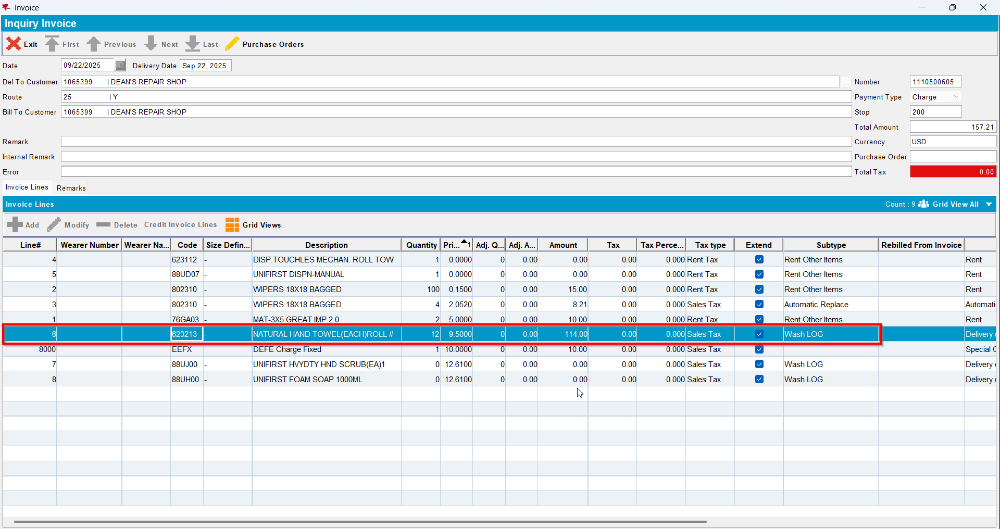 Invoice
Inquiry Invoice
Exit First Previous Next Last Purchase Orders
Date 09/22/2025 Delivery Date Sep 22, 2025
Del To Customer 1065399 | DEAN'S REPAIR SHOP ... Number 1110500605
Route 25 | Y Payment Type Charge
Bill To Customer 1065399 | DEAN'S REPAIR SHOP Stop 200
Total Amount 157.21
Remark Currency USD
Internal Remark Purchase Order
Error Total Tax 0.00
Invoice Lines Remarks
Invoice Lines Count : 9 Grid View All
Add Modify Delete Credit Invoice Lines Grid Views
Line# Wearer Number Wearer Na... Code Size Defin... Description Quantity Pri... 1 Adj. Q... Adj. A... Amount Tax Tax Perce... Tax type Extend Subtype Rebilled From Invoice
4 623112 - DISP.TOUCHLES MECHAN. ROLL TOW 1 0.0000 0 0.00 0.00 0.00 0.000 Rent Tax Rent Other Items Rent
5 88UD07 - UNIFIRST DISPN-MANUAL 1 0.0000 0 0.00 0.00 0.00 0.000 Rent Tax Rent Other Items Rent
2 802310 - WIPERS 18X18 BAGGED 100 0.1500 0 0.00 15.00 0.00 0.000 Rent Tax Rent Other Items Rent
3 802310 - WIPERS 18X18 BAGGED 4 2.0520 0 0.00 8.21 0.00 0.000 Sales Tax Automatic Replace Automati
1 76GA03 - MAT-3X5 GREAT IMP 2.0 2 5.0000 0 0.00 10.00 0.00 0.000 Rent Tax Rent Other Items Rent
6 623213 - NATURAL HAND TOWEL(EACH)ROLL # 12 9.5000 0 0.00 114.00 0.00 0.000 Sales Tax Wash LOG Delivery
8000 EEFX DEFE Charge Fixed 1 10.0000 0 0.00 10.00 0.00 0.000 Sales Tax Special
7 88UJ00 - UNIFIRST HVYDTY HND SCRUB(EA)1 0 12.6100 0 0.00 0.00 0.00 0.000 Sales Tax Wash LOG Delivery
8 88UH00 - UNIFIRST FOAM SOAP 1000ML 0 12.6100 0 0.00 0.00 0.00 0.000 Sales Tax Wash LOG Delivery